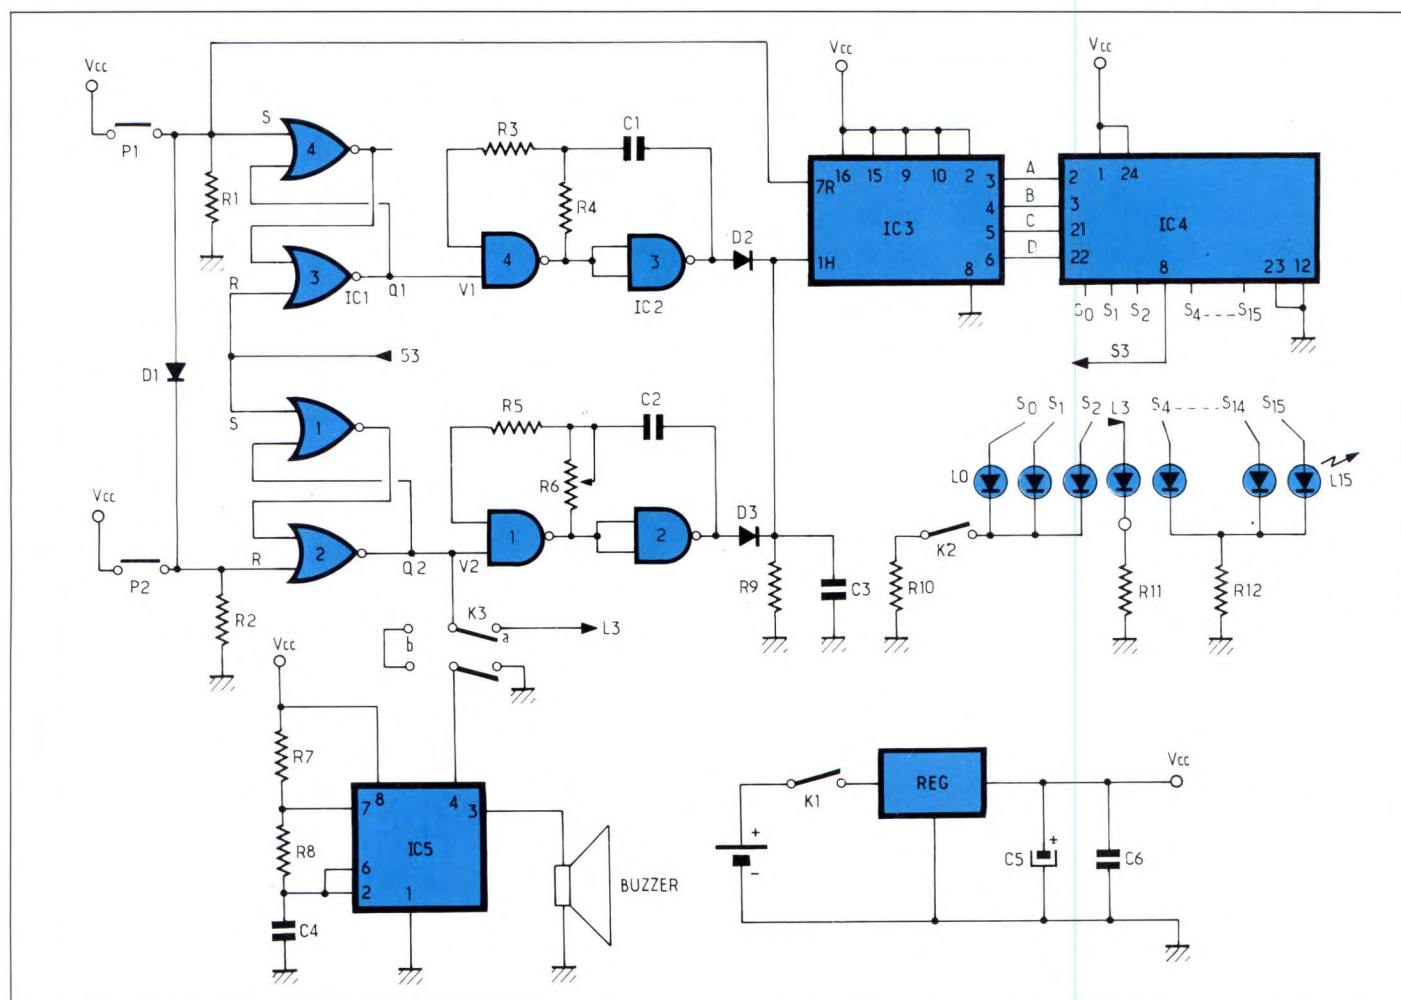 Vcc
P1
S
4
R1
R
3
IC1
Q1
R3
C1
R4
V1
4
3
IC2
D2
Vcc
16 15 9 10 2
7R
IC3
1H
8
3
4
5
6
A
B
C
D
Vcc
1 24
2
3
21
22
IC4
8
23 12
S0 S1 S2 S4 - - - S15
S3
D1
S3
S
1
Vcc
P2
R
2
R2
Q2
R5
C2
R6
V2
1
2
D3
R9
C3
S0 S1 S2 L3 S4 - - - - S14 S15
L0
L15
K2
R10
R11
R12
K3
b
a
L3
Vcc
R7
R8
C4
8
4
7
3
IC5
6
2
1
BUZZER
K1
REG
Vcc
+
-
+
C5
C6